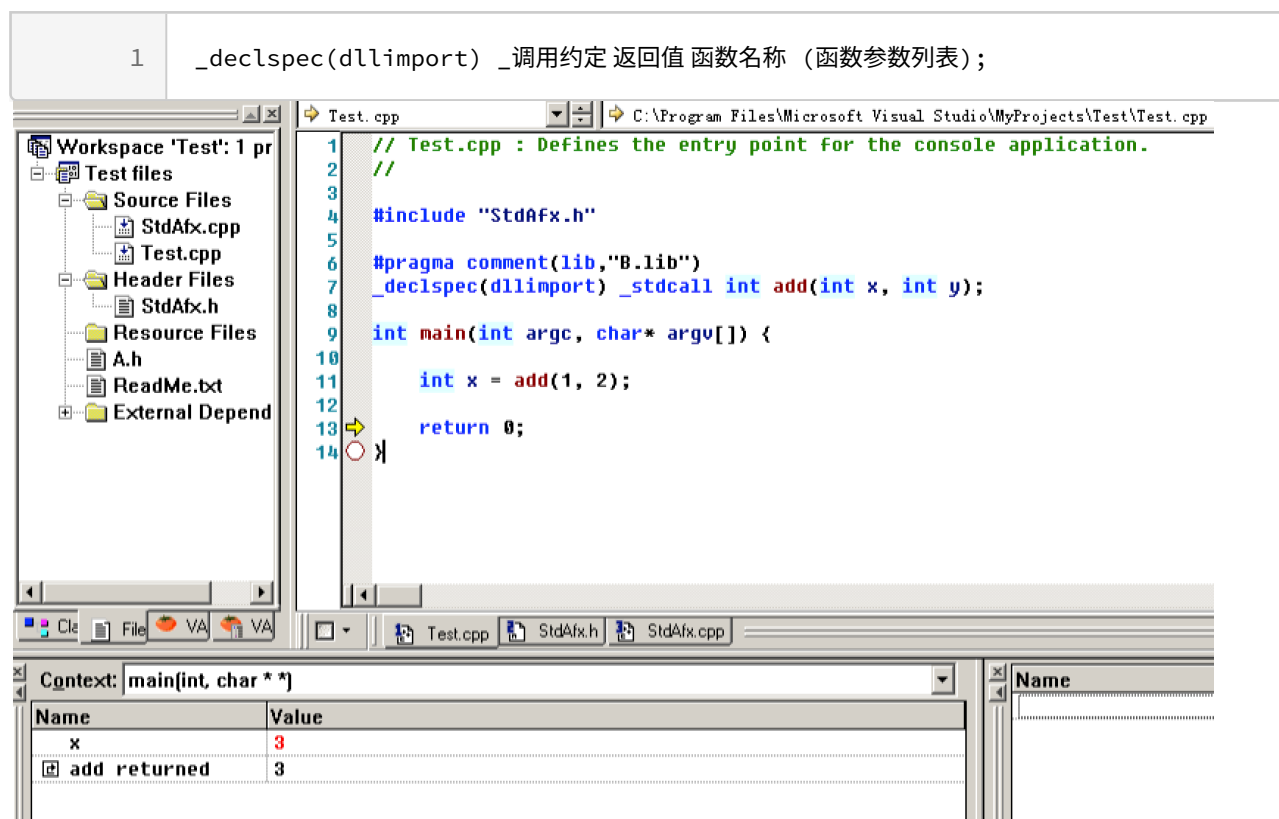 1 _declspec(dllimport) _调用约定 返回值 函数名称 (函数参数列表);
Test.cpp
C:\Program Files\Microsoft Visual Studio\MyProjects\Test\Test.cpp
Workspace 'Test': 1 pr
Test files
Source Files
StdAfx.cpp
Test.cpp
Header Files
StdAfx.h
Resource Files
A.h
ReadMe.txt
External Depend
Cla File VA VA
1 // Test.cpp : Defines the entry point for the console application.
2 //
3
4 #include "StdAfx.h"
5
6 #pragma comment(lib,"B.lib")
7 _declspec(dllimport) _stdcall int add(int x, int y);
8
9 int main(int argc, char* argv[]) {
10
11 int x = add(1, 2);
12
13 return 0;
14 }
Test.cpp StdAfx.h StdAfx.cpp
Context: main(int, char * *)
Name Value
x 3
add returned 3
Name